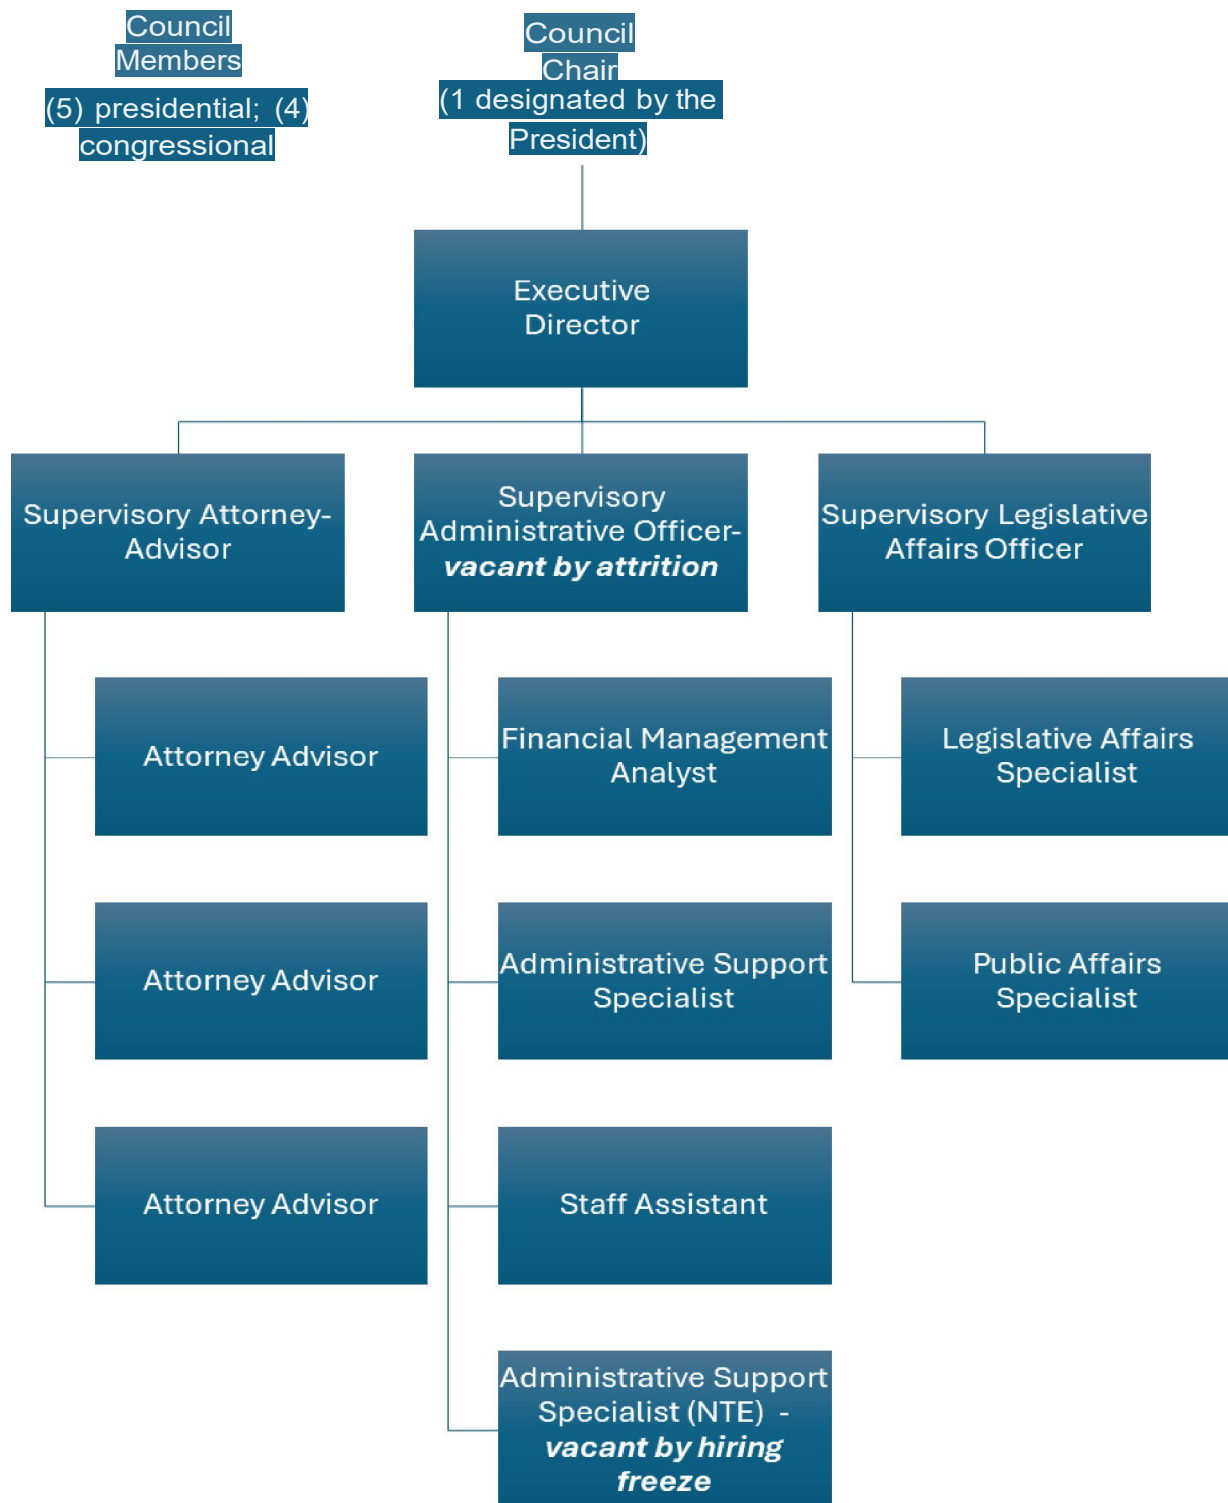 Council
Members
(5) presidential; (4)
congressional
Council
Chair
(1 designated by the
President)
Executive
Director
Supervisory Attorney-
Advisor
Supervisory
Administrative Officer-
vacant by attrition
Supervisory Legislative
Affairs Officer
Attorney Advisor
Financial Management
Analyst
Legislative Affairs
Specialist
Attorney Advisor
Administrative Support
Specialist
Public Affairs
Specialist
Attorney Advisor
Staff Assistant
Administrative Support
Specialist (NTE) -
vacant by hiring
freeze